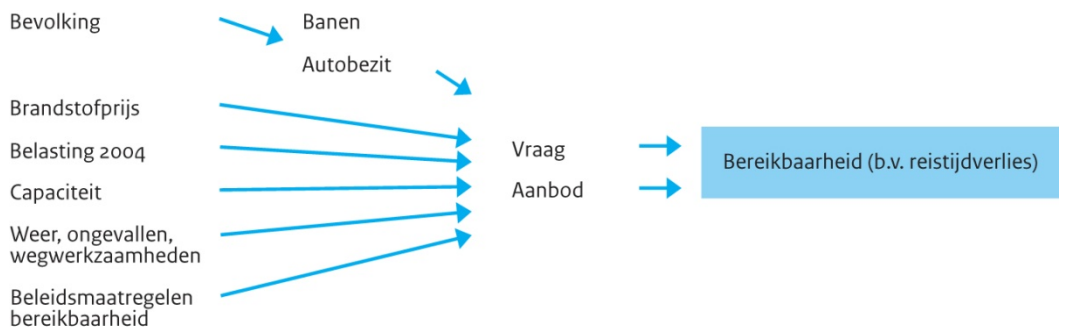 Bevolking
Banen
Autobezit
Brandstofprijs
Belasting 2004
Capaciteit
Weer, ongevallen,
wegwerkzaamheden
Beleidsmaatregelen
bereikbaarheid
Vraag
Aanbod
Bereikbaarheid (b.v. reistijdverlies)